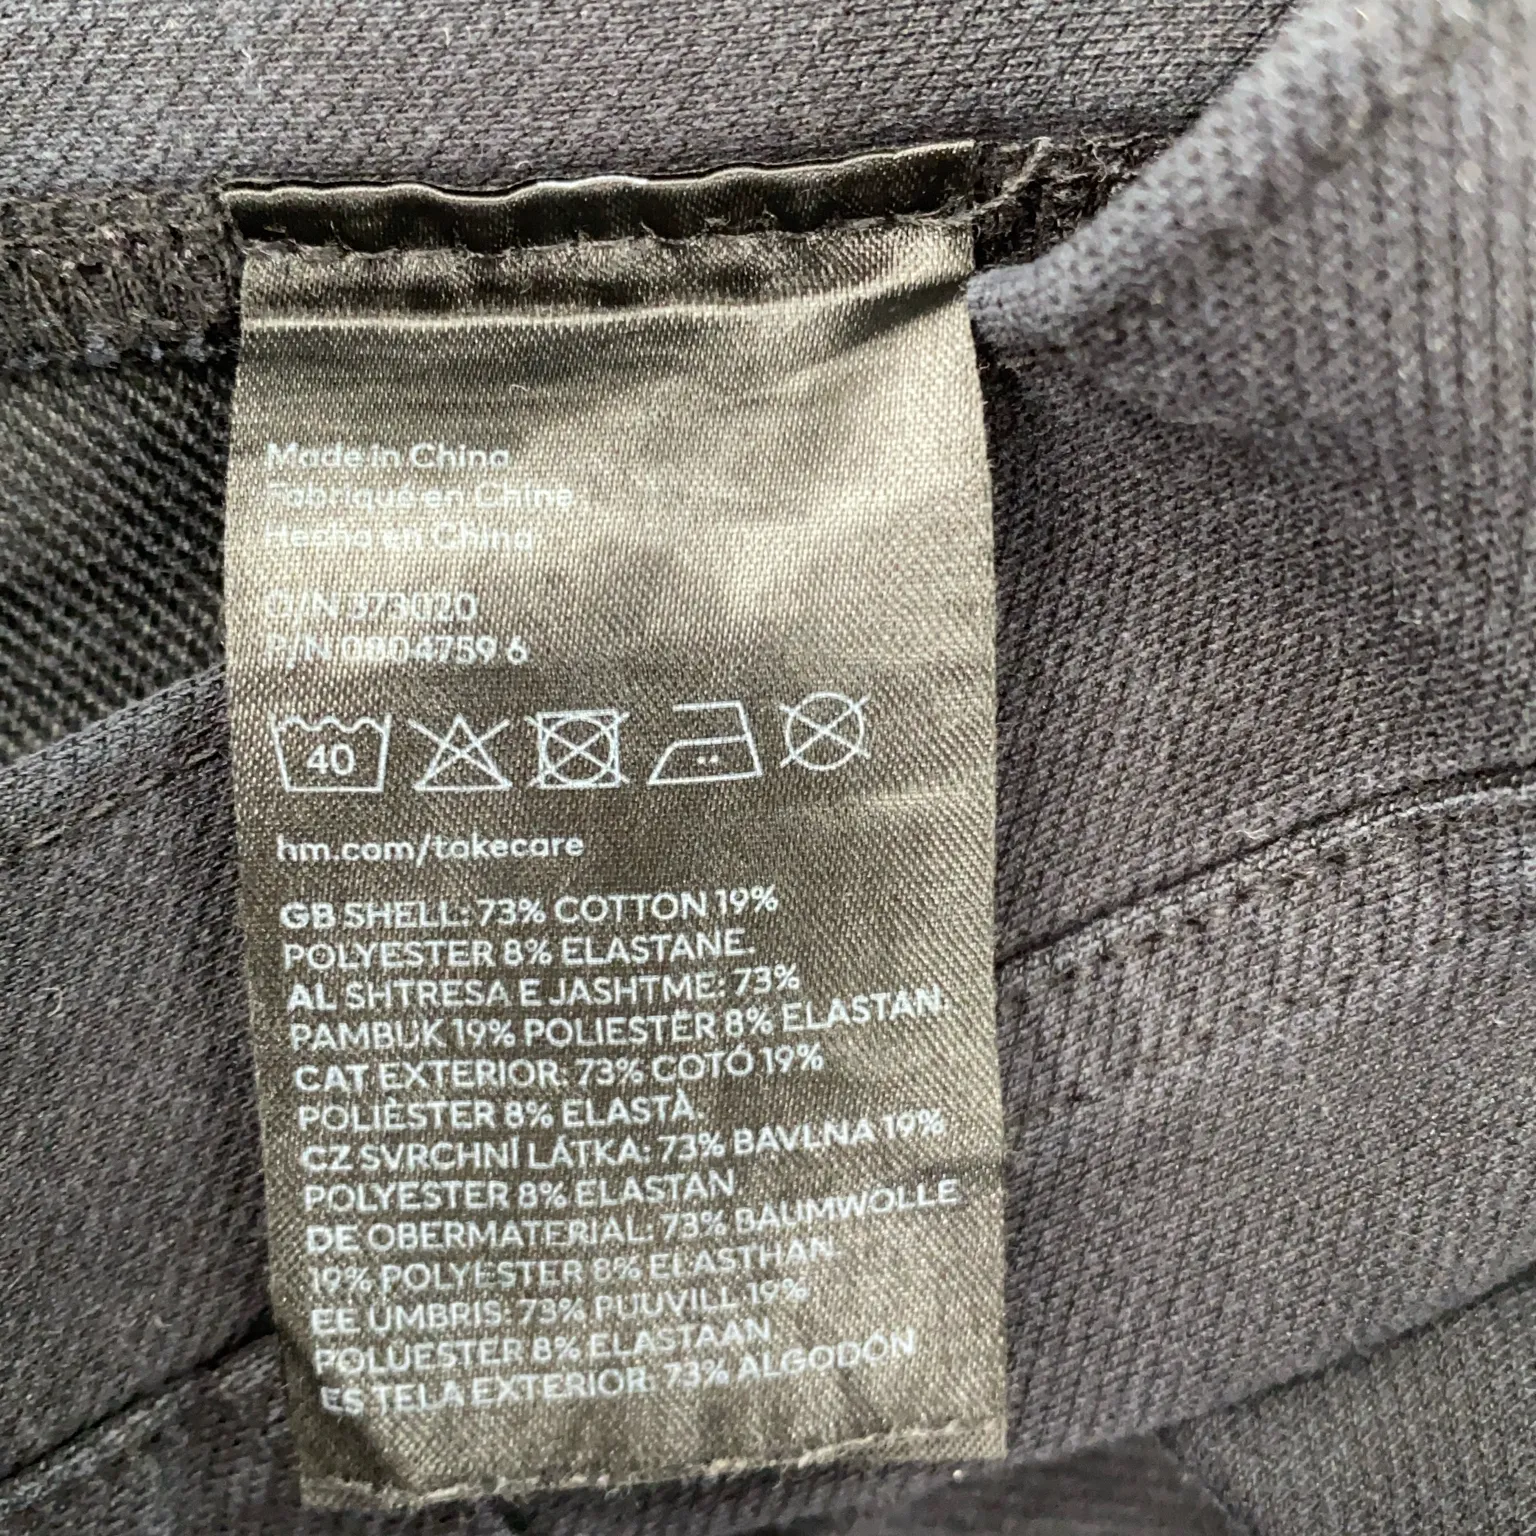 Made in China
Fabriqué en Chine
Hecho en China
C/N 373020
P/N 0804759 6
40
hm.com/takecare
GB SHELL: 73% COTTON 19%
POLYESTER 8% ELASTANE.
AL SHTRESA E JASHTME: 73%
PAMBUK 19% POLIESTËR 8% ELASTAN.
CAT EXTERIOR: 73% COTÓ 19%
POLIÈSTER 8% ELASTÀ.
CZ SVRCHNÍ LÁTKA: 73% BAVLNA 19%
POLYESTER 8% ELASTAN
DE OBERMATERIAL: 73% BAUMWOLLE
19% POLYESTER 8% ELASTHAN.
EE ÜMBRIS: 73% PUUVILL 19%
POLÜESTER 8% ELASTAAN
ES TELA EXTERIOR: 73% ALGODÓN